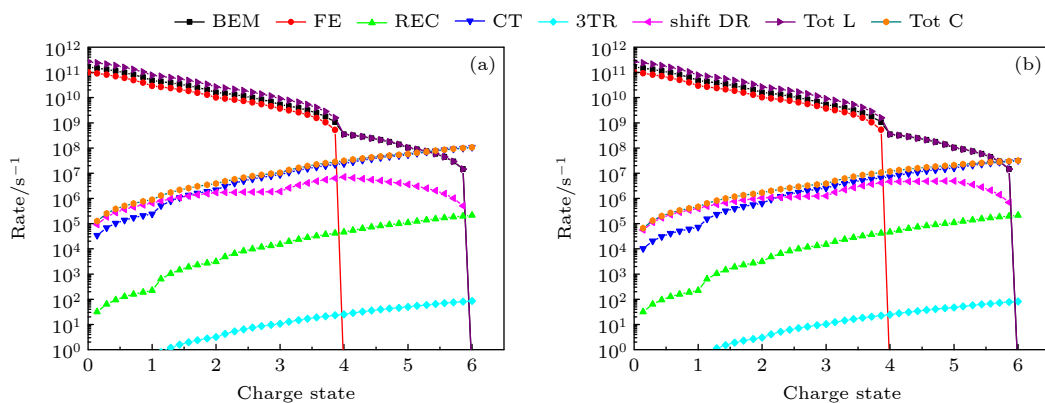 BEM FE REC CT 3TR shift DR Tot L Tot C
(a)
10¹²
10¹¹
10¹⁰
10⁹
10⁸
10⁷
10⁶
10⁵
10⁴
10³
10²
10¹
10⁰
Rate/s⁻¹
0 1 2 3 4 5 6
Charge state
(b)
10¹²
10¹¹
10¹⁰
10⁹
10⁸
10⁷
10⁶
10⁵
10⁴
10³
10²
10¹
10⁰
Rate/s⁻¹
0 1 2 3 4 5 6
Charge state